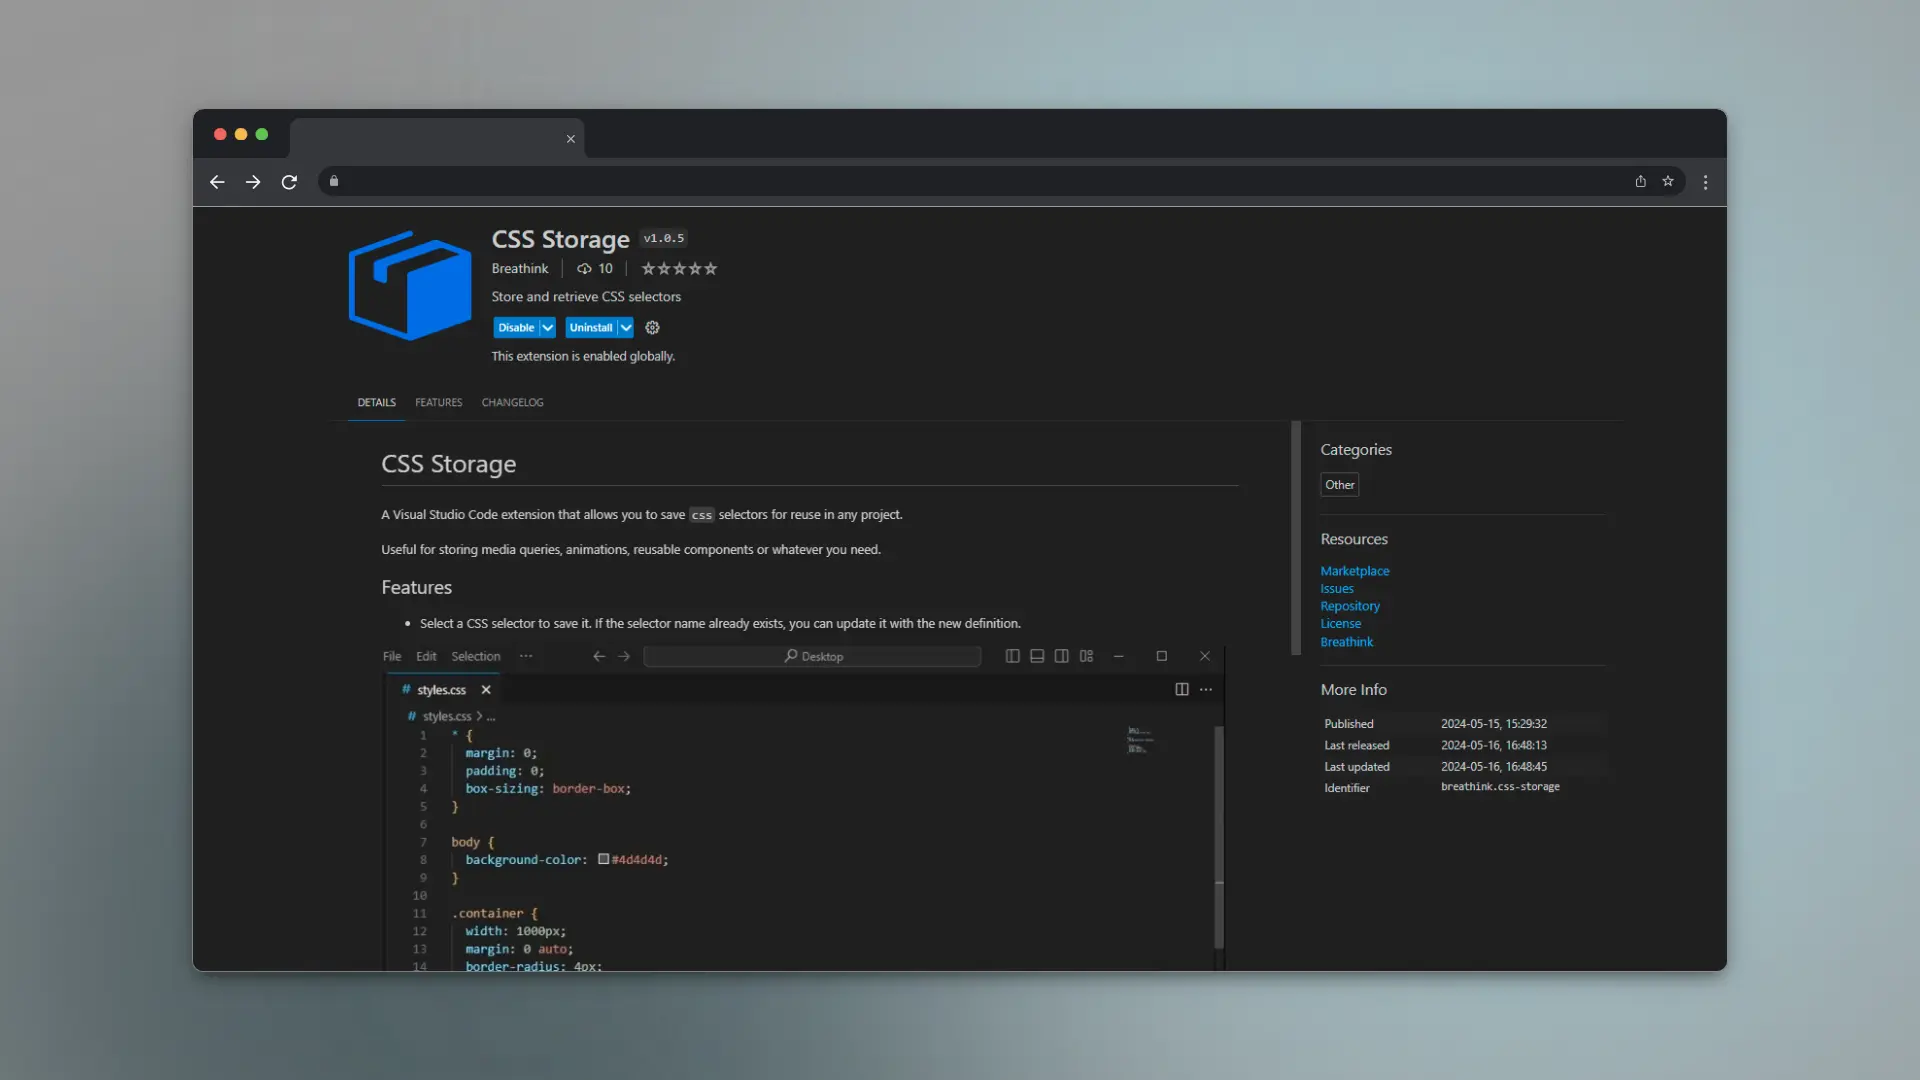 CSS Storage v1.0.5
Breathink 10
Store and retrieve CSS selectors
Disable Uninstall
This extension is enabled globally.
DETAILS FEATURES CHANGELOG
CSS Storage
A Visual Studio Code extension that allows you to save css selectors for reuse in any project.
Useful for storing media queries, animations, reusable components or whatever you need.
Features
• Select a CSS selector to save it. If the selector name already exists, you can update it with the new definition.
File Edit Selection ··· Desktop
# styles.css
# styles.css > ...
1 * {
2 margin: 0;
3 padding: 0;
4 box-sizing: border-box;
5 }
6
7 body {
8 background-color: #4d4d4d;
9 }
10
11 .container {
12 width: 1000px;
13 margin: 0 auto;
14 border-radius: 4px;
Categories
Other
Resources
Marketplace
Issues
Repository
License
Breathink
More Info
Published 2024-05-15, 15:29:32
Last released 2024-05-16, 16:48:13
Last updated 2024-05-16, 16:48:45
Identifier breathink.css-storage